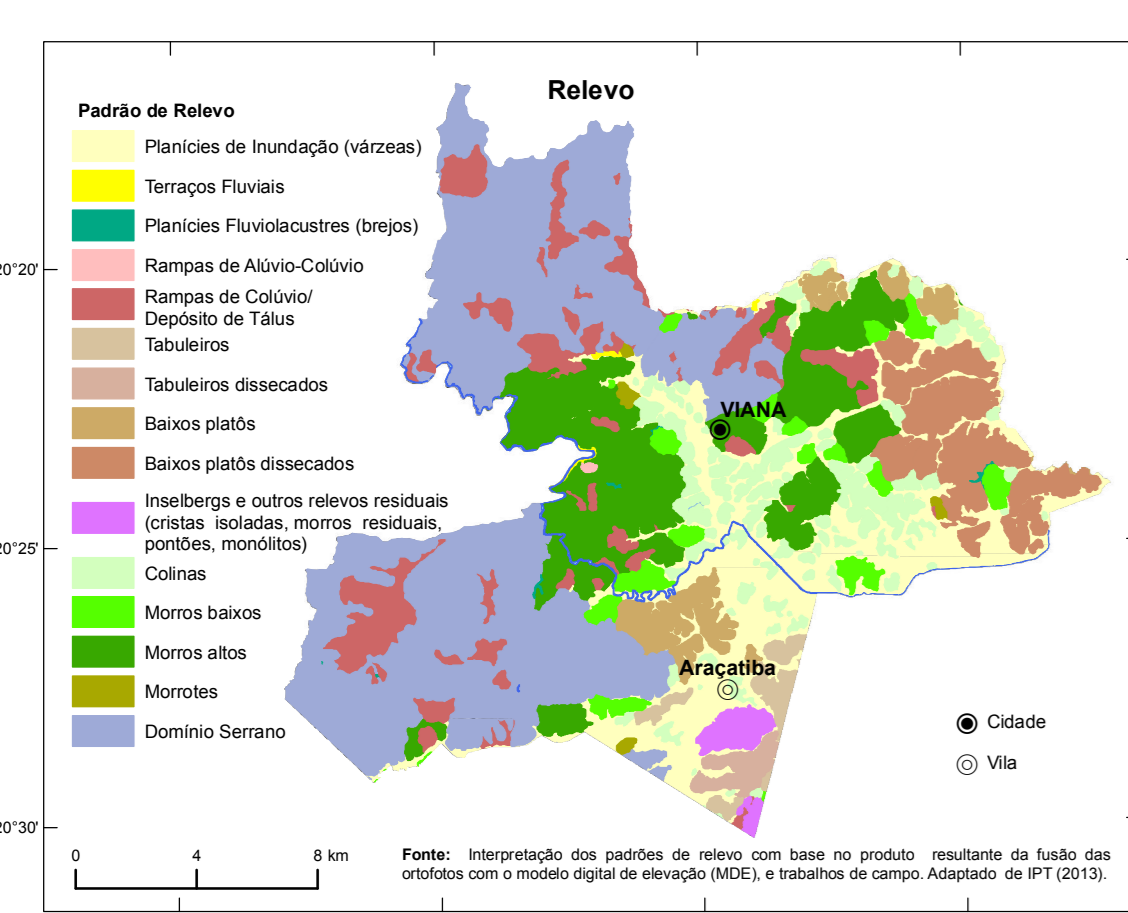 Relevo
Padrão de Relevo
Planícies de Inundação (várzeas)
Terraços Fluviais
Planícies Fluviolacustres (brejos)
Rampas de Alúvio-Colúvio
Rampas de Colúvio/
Depósito de Tálus
Tabuleiros
Tabuleiros dissecados
Baixos platôs
Baixos platôs dissecados
Inselbergs e outros relevos residuais
(cristas isoladas, morros residuais,
pontões, monólitos)
Colinas
Morros baixos
Morros altos
Morrotes
Domínio Serrano
20°20'
20°25'
20°30'
VIANA
Araçatiba
Cidade
Vila
0 4 8 km
Fonte: Interpretação dos padrões de relevo com base no produto resultante da fusão das
ortofotos com o modelo digital de elevação (MDE), e trabalhos de campo. Adaptado de IPT (2013).